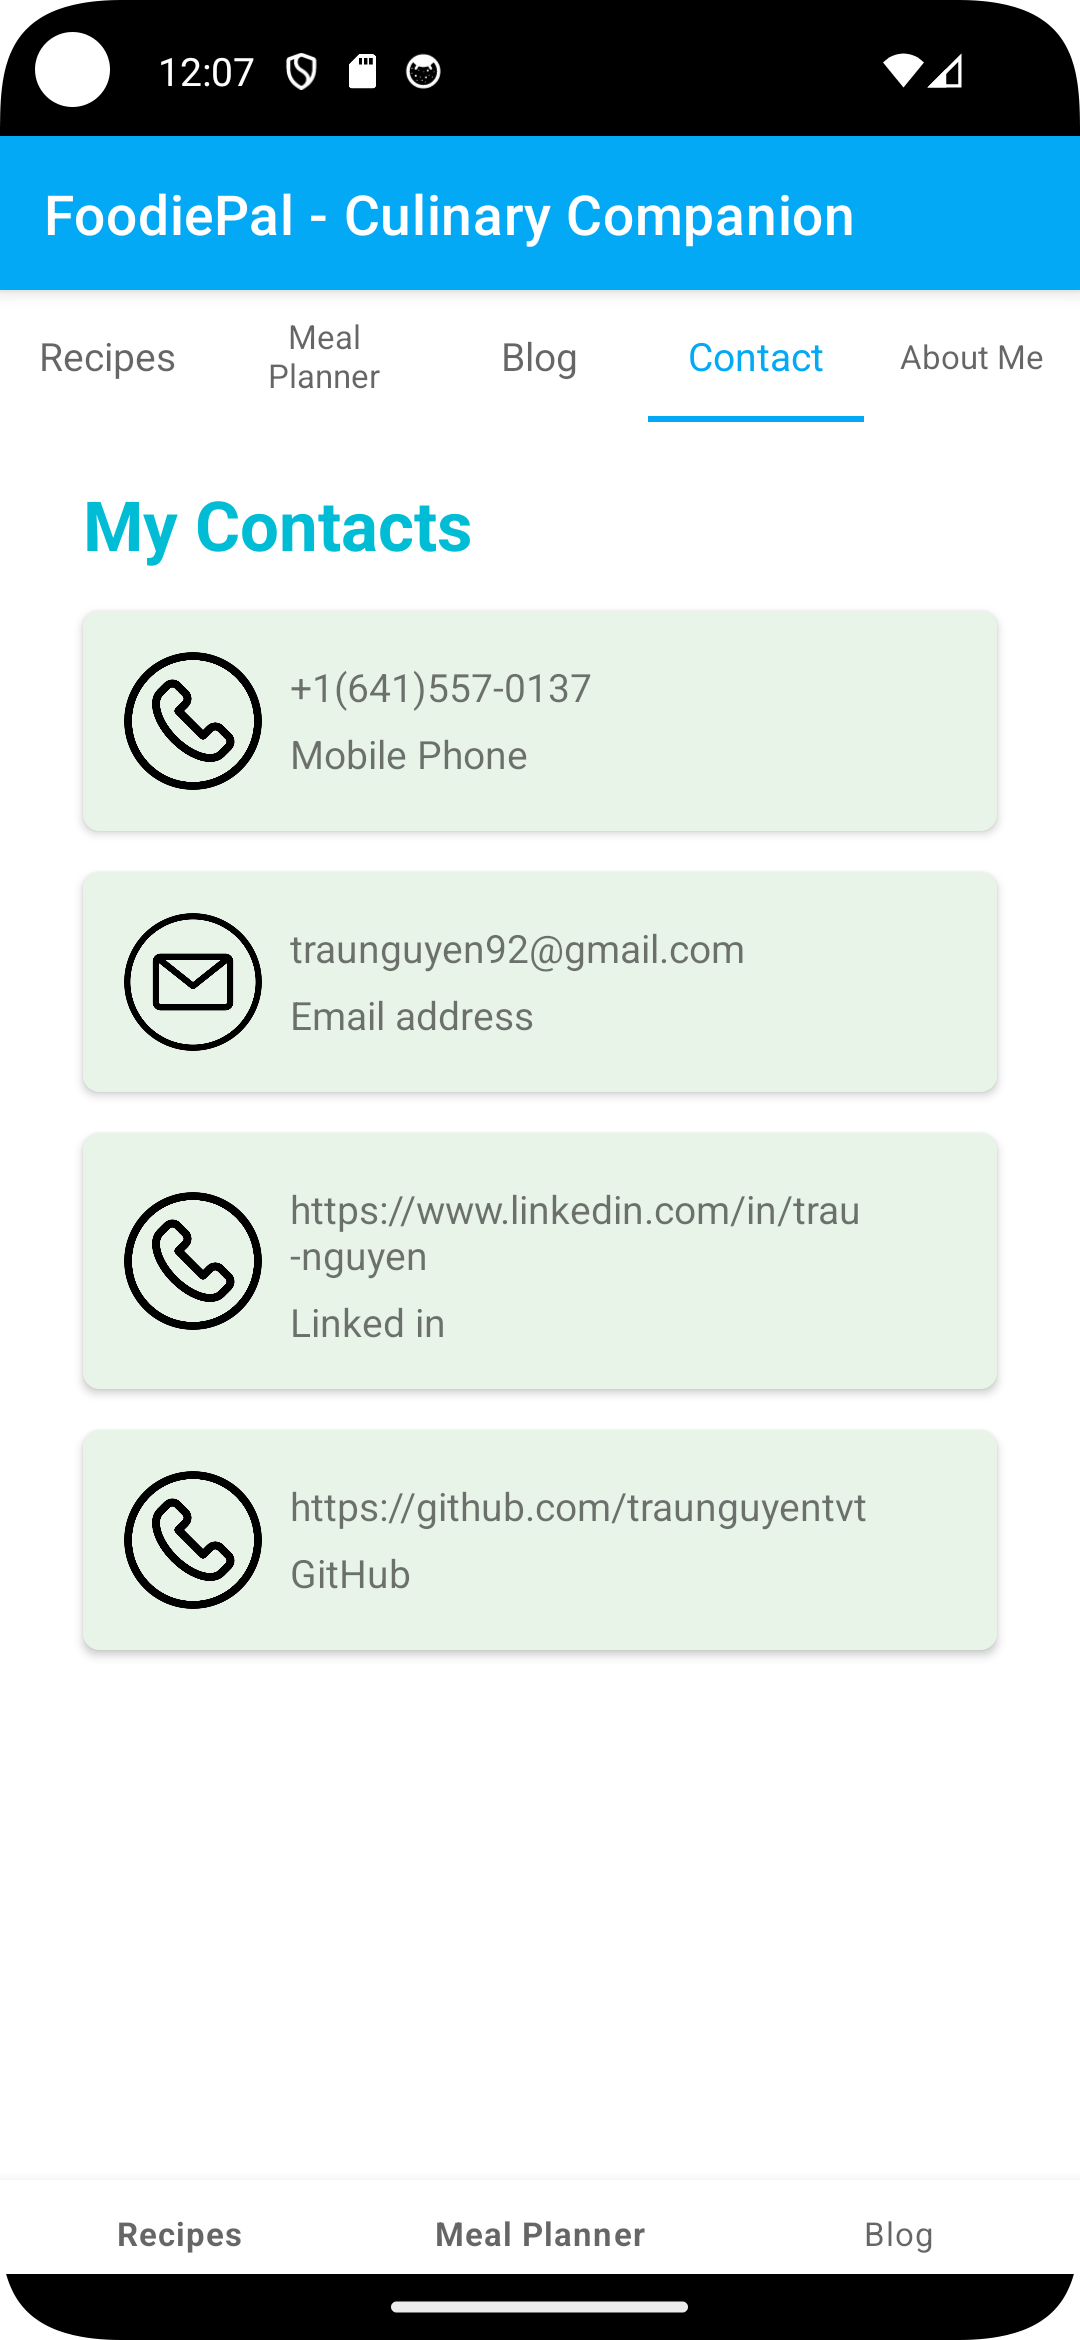 12:07
FoodiePal - Culinary Companion
Recipes
Meal
Planner
Blog
Contact
About Me
My Contacts
+1(641)557-0137
Mobile Phone
traunguyen92@gmail.com
Email address
https://www.linkedin.com/in/trau
-nguyen
Linked in
https://github.com/traunguyentvt
GitHub
Recipes
Meal Planner
Blog